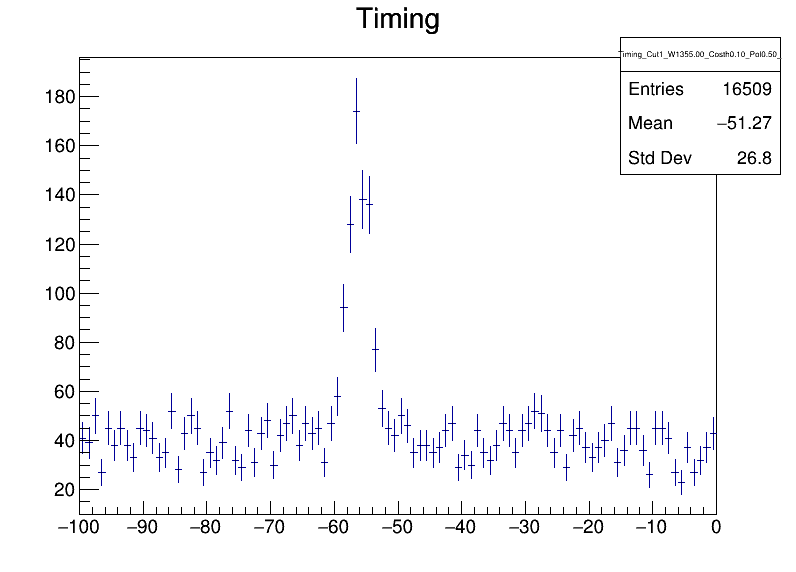 Timing
Timing_Cut1_W1355.00_Costh0.10_Pol0.50_
Entries 16509
Mean −51.27
Std Dev 26.8
180
160
140
120
100
80
60
40
20
−100 −90 −80 −70 −60 −50 −40 −30 −20 −10 0